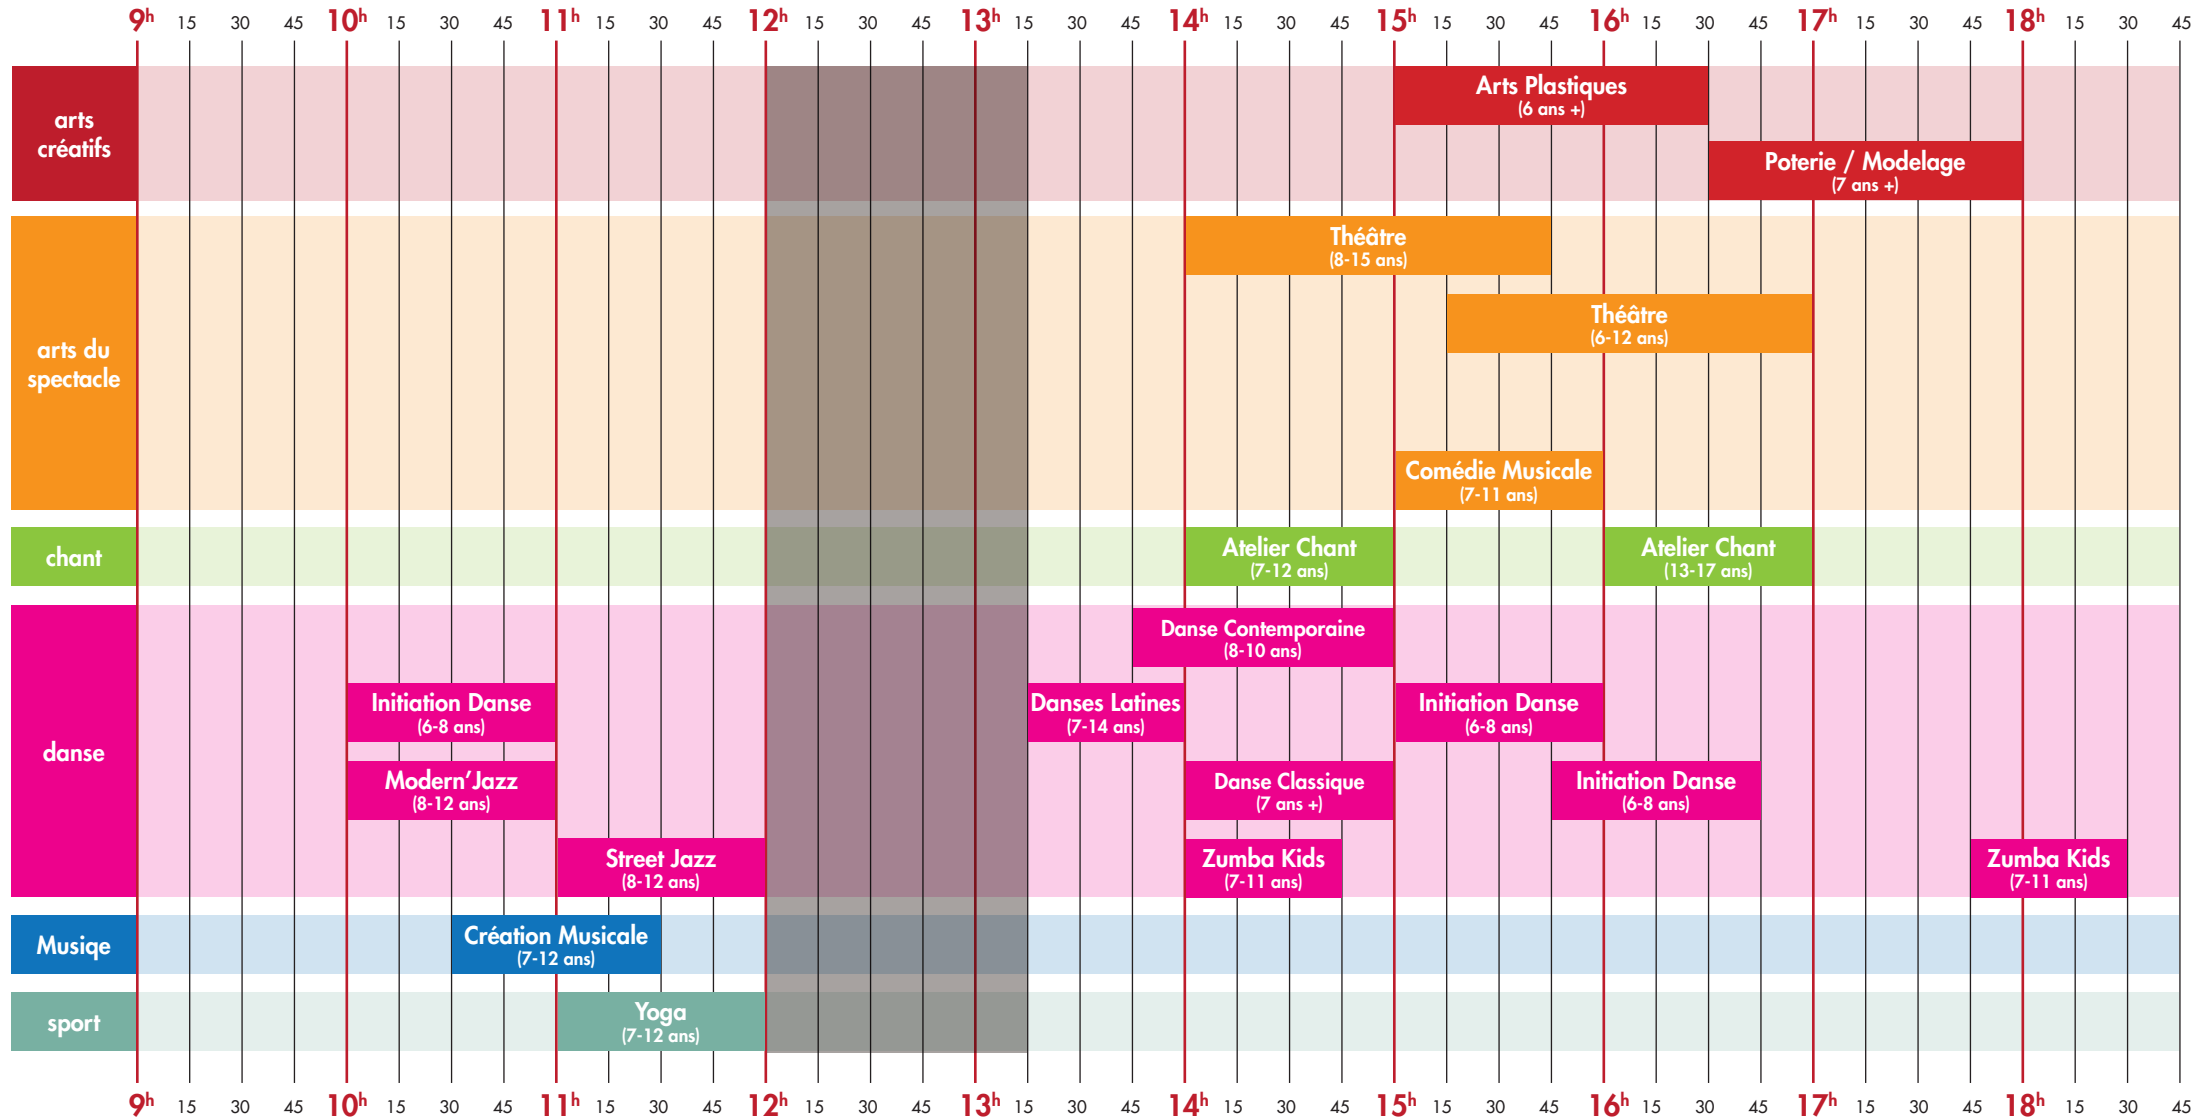 9h 15 30 45 10h 15 30 45 11h 15 30 45 12h 15 30 45 13h 15 30 45 14h 15 30 45 15h 15 30 45 16h 15 30 45 17h 15 30 45 18h 15 30 45
arts
créatifs
Arts Plastiques
(6 ans +)
Poterie / Modelage
(7 ans +)
arts du
spectacle
Théâtre
(8-15 ans)
Théâtre
(6-12 ans)
Comédie Musicale
(7-11 ans)
chant
Atelier Chant
(7-12 ans)
Atelier Chant
(13-17 ans)
danse
Danse Contemporaine
(8-10 ans)
Initiation Danse
(6-8 ans)
Danses Latines
(7-14 ans)
Initiation Danse
(6-8 ans)
Modern'Jazz
(8-12 ans)
Danse Classique
(7 ans +)
Initiation Danse
(6-8 ans)
Street Jazz
(8-12 ans)
Zumba Kids
(7-11 ans)
Zumba Kids
(7-11 ans)
Musiqe
Création Musicale
(7-12 ans)
sport
Yoga
(7-12 ans)
9h 15 30 45 10h 15 30 45 11h 15 30 45 12h 15 30 45 13h 15 30 45 14h 15 30 45 15h 15 30 45 16h 15 30 45 17h 15 30 45 18h 15 30 45